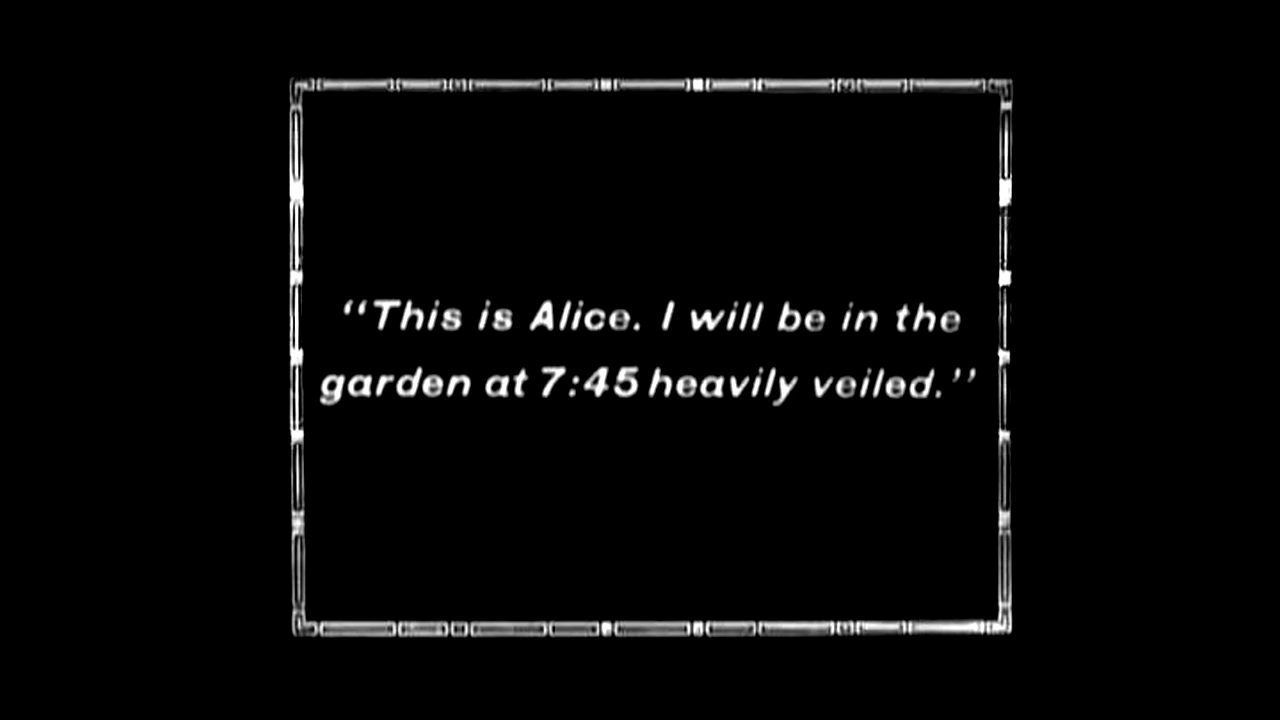 “This is Alice. I will be in the
garden at 7:45 heavily veiled.”